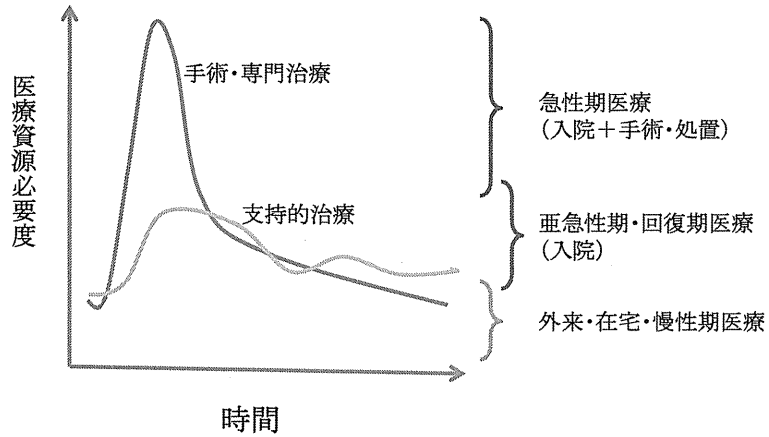 医療資源必要度
手術・専門治療
支持的治療
急性期医療
(入院＋手術・処置)
亜急性期・回復期医療
(入院)
外来・在宅・慢性期医療
時間